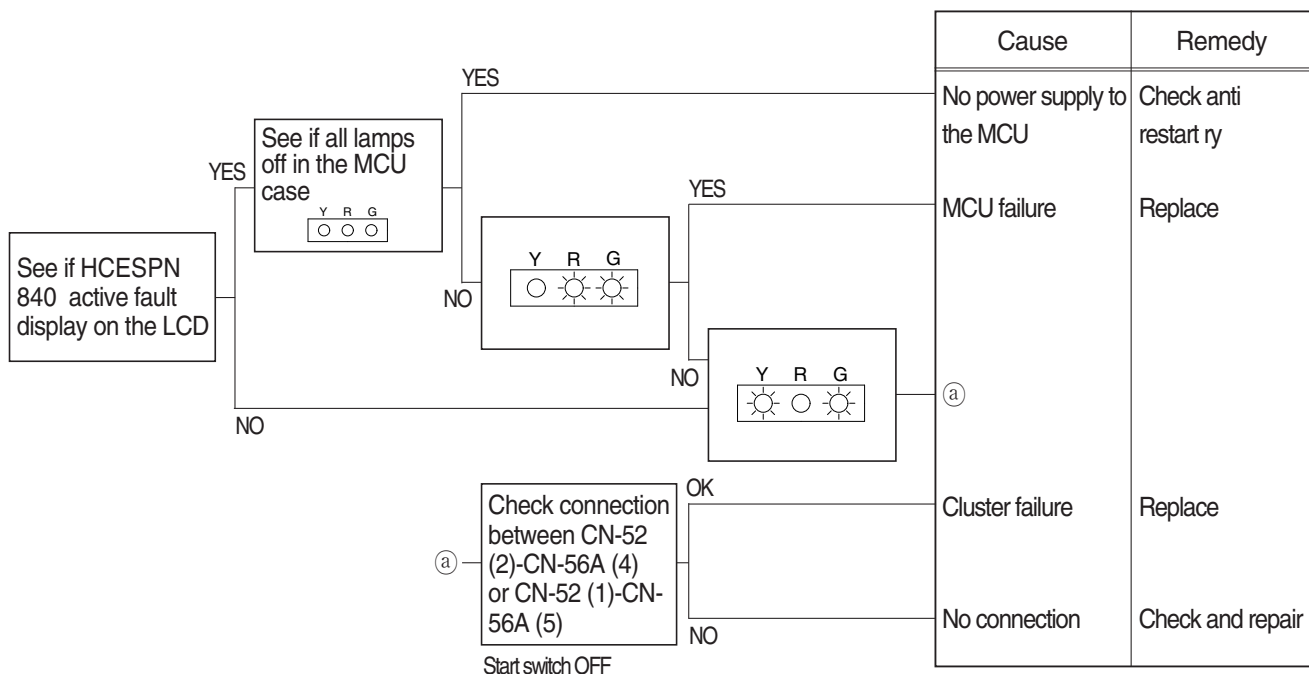 Cause
Remedy
YES
No power supply to
the MCU
Check anti
restart ry
See if all lamps
off in the MCU
case
Y R G
YES
YES
MCU failure
Replace
See if HCESPN
840 active fault
display on the LCD
Y R G
NO
NO
Y R G
ⓐ
NO
ⓐ
Check connection
between CN-52
(2)-CN-56A (4)
or CN-52 (1)-CN-
56A (5)
OK
Cluster failure
Replace
NO
No connection
Check and repair
Start switch OFF